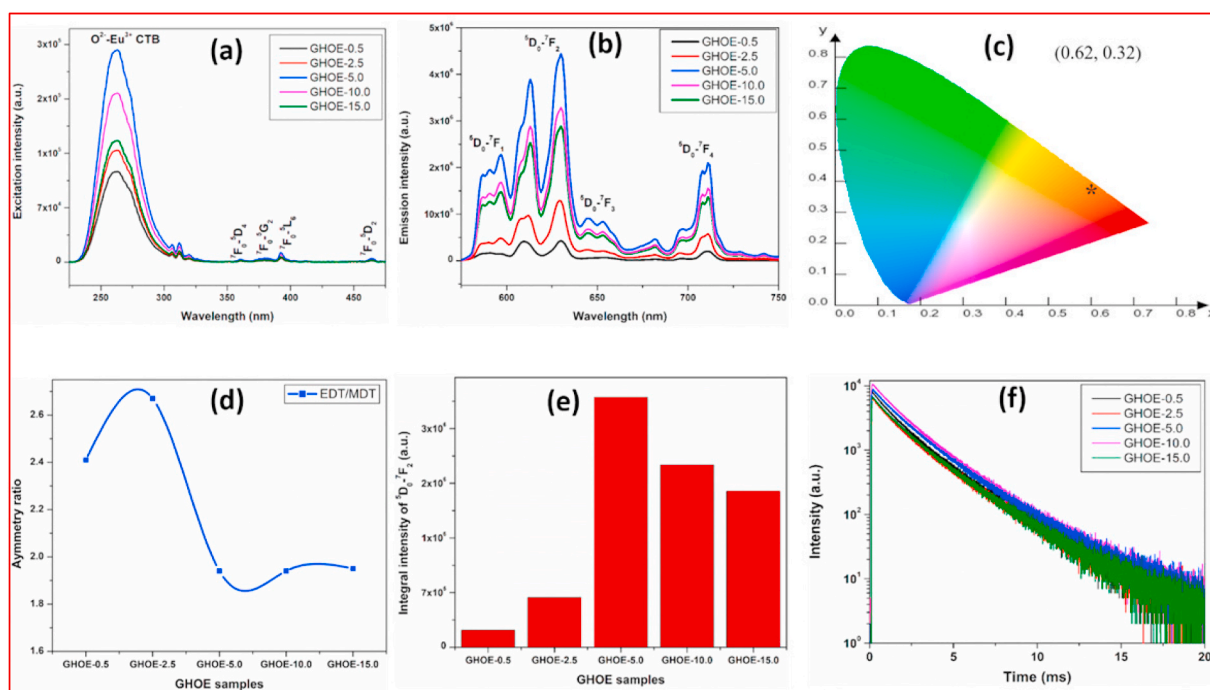 (a)
O²⁻-Eu³⁺ CTB
GHOE-0.5
GHOE-2.5
GHOE-5.0
GHOE-10.0
GHOE-15.0
Excitation intensity (a.u.)
3x10⁵
2x10⁵
1x10⁵
7x10⁴
0
⁷F₀-⁵D₄
⁷F₀-⁵G₂
⁷F₀-⁵L₆
⁷F₀-⁵D₂
250 300 350 400 450
Wavelength (nm)
(b)
GHOE-0.5
GHOE-2.5
GHOE-5.0
GHOE-10.0
GHOE-15.0
Emission intensity (a.u.)
5x10⁶
4x10⁶
3x10⁶
2x10⁶
10x10⁵
0
⁵D₀-⁷F₁
⁵D₀-⁷F₂
⁵D₀-⁷F₃
⁵D₀-⁷F₄
600 650 700 750
Wavelength (nm)
(c)
(0.62, 0.32)
y
0.8
0.7
0.6
0.5
0.4
0.3
0.2
0.1
0.0
*
0.0 0.1 0.2 0.3 0.4 0.5 0.6 0.7 0.8 x
(d)
EDT/MDT
Aymmetry ratio
2.6
2.4
2.2
2.0
1.8
1.6
GHOE-0.5 GHOE-2.5 GHOE-5.0 GHOE-10.0 GHOE-15.0
GHOE samples
(e)
Integral intensity of ⁵D₀-⁷F₂ (a.u.)
0
GHOE-0.5 GHOE-2.5 GHOE-5.0 GHOE-10.0 GHOE-15.0
GHOE samples
(f)
GHOE-0.5
GHOE-2.5
GHOE-5.0
GHOE-10.0
GHOE-15.0
Intensity (a.u.)
10⁴
10³
10²
10¹
10⁰
0 5 10 15 20
Time (ms)